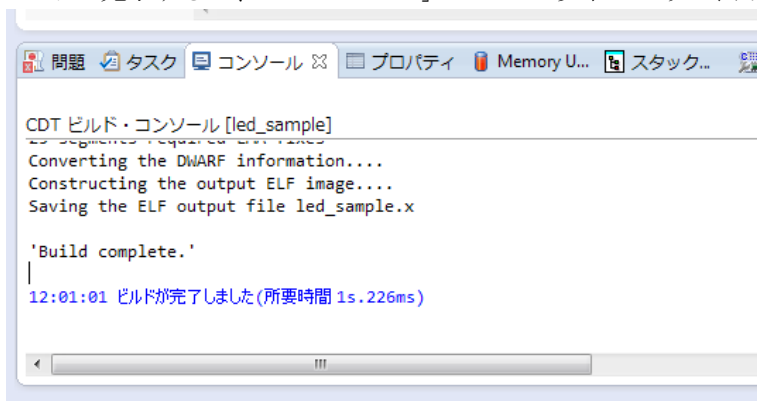 問題 タスク コンソール プロパティ Memory U... スタック...
CDT ビルド・コンソール [led_sample]
Converting the DWARF information....
Constructing the output ELF image....
Saving the ELF output file led_sample.x
'Build complete.'
12:01:01 ビルドが完了しました(所要時間 1s.226ms)